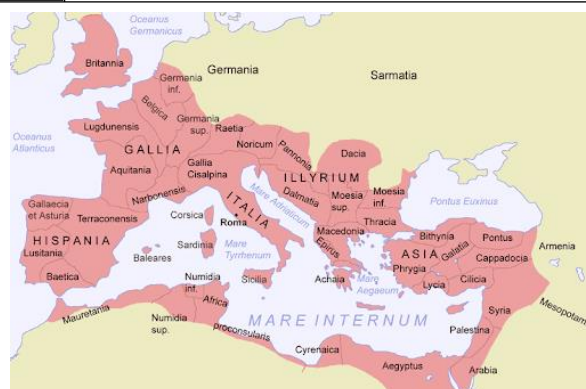 Oceanus
Germanicus
Britannia
Germania
inf.
Germania
Sarmatia
Belgica
Oceanus
Atlanticus
Lugdunensis
Germania
sup.
Raetia
Noricum
Pannonia
Dacia
GALLIA
Aquitania
Gallia
Cisalpina
ILLYRIUM
Dalmatia
Moesia
sup.
Moesia
inf.
Pontus Euxinus
Narbonensis
ITALIA
Mare Adriaticum
Gallaecia
et Asturia
Terraconensis
Corsica
Roma
Macedonia
Thracia
Bithynia
Pontus
Galatia
Armenia
HISPANIA
Lusitania
Sardinia
Mare
Tyrrhenum
Epirus
ASIA
Phrygia
Cappadocia
Baleares
Baetica
Sicilia
Achaia
Mare
Aegaeum
Lycia
Cilicia
Mesopotam
Numidia
inf.
Africa
proconsularis
Mauretania
Numidia
sup.
MARE INTERNUM
Syria
Palestina
Cyrenaica
Aegyptus
Arabia